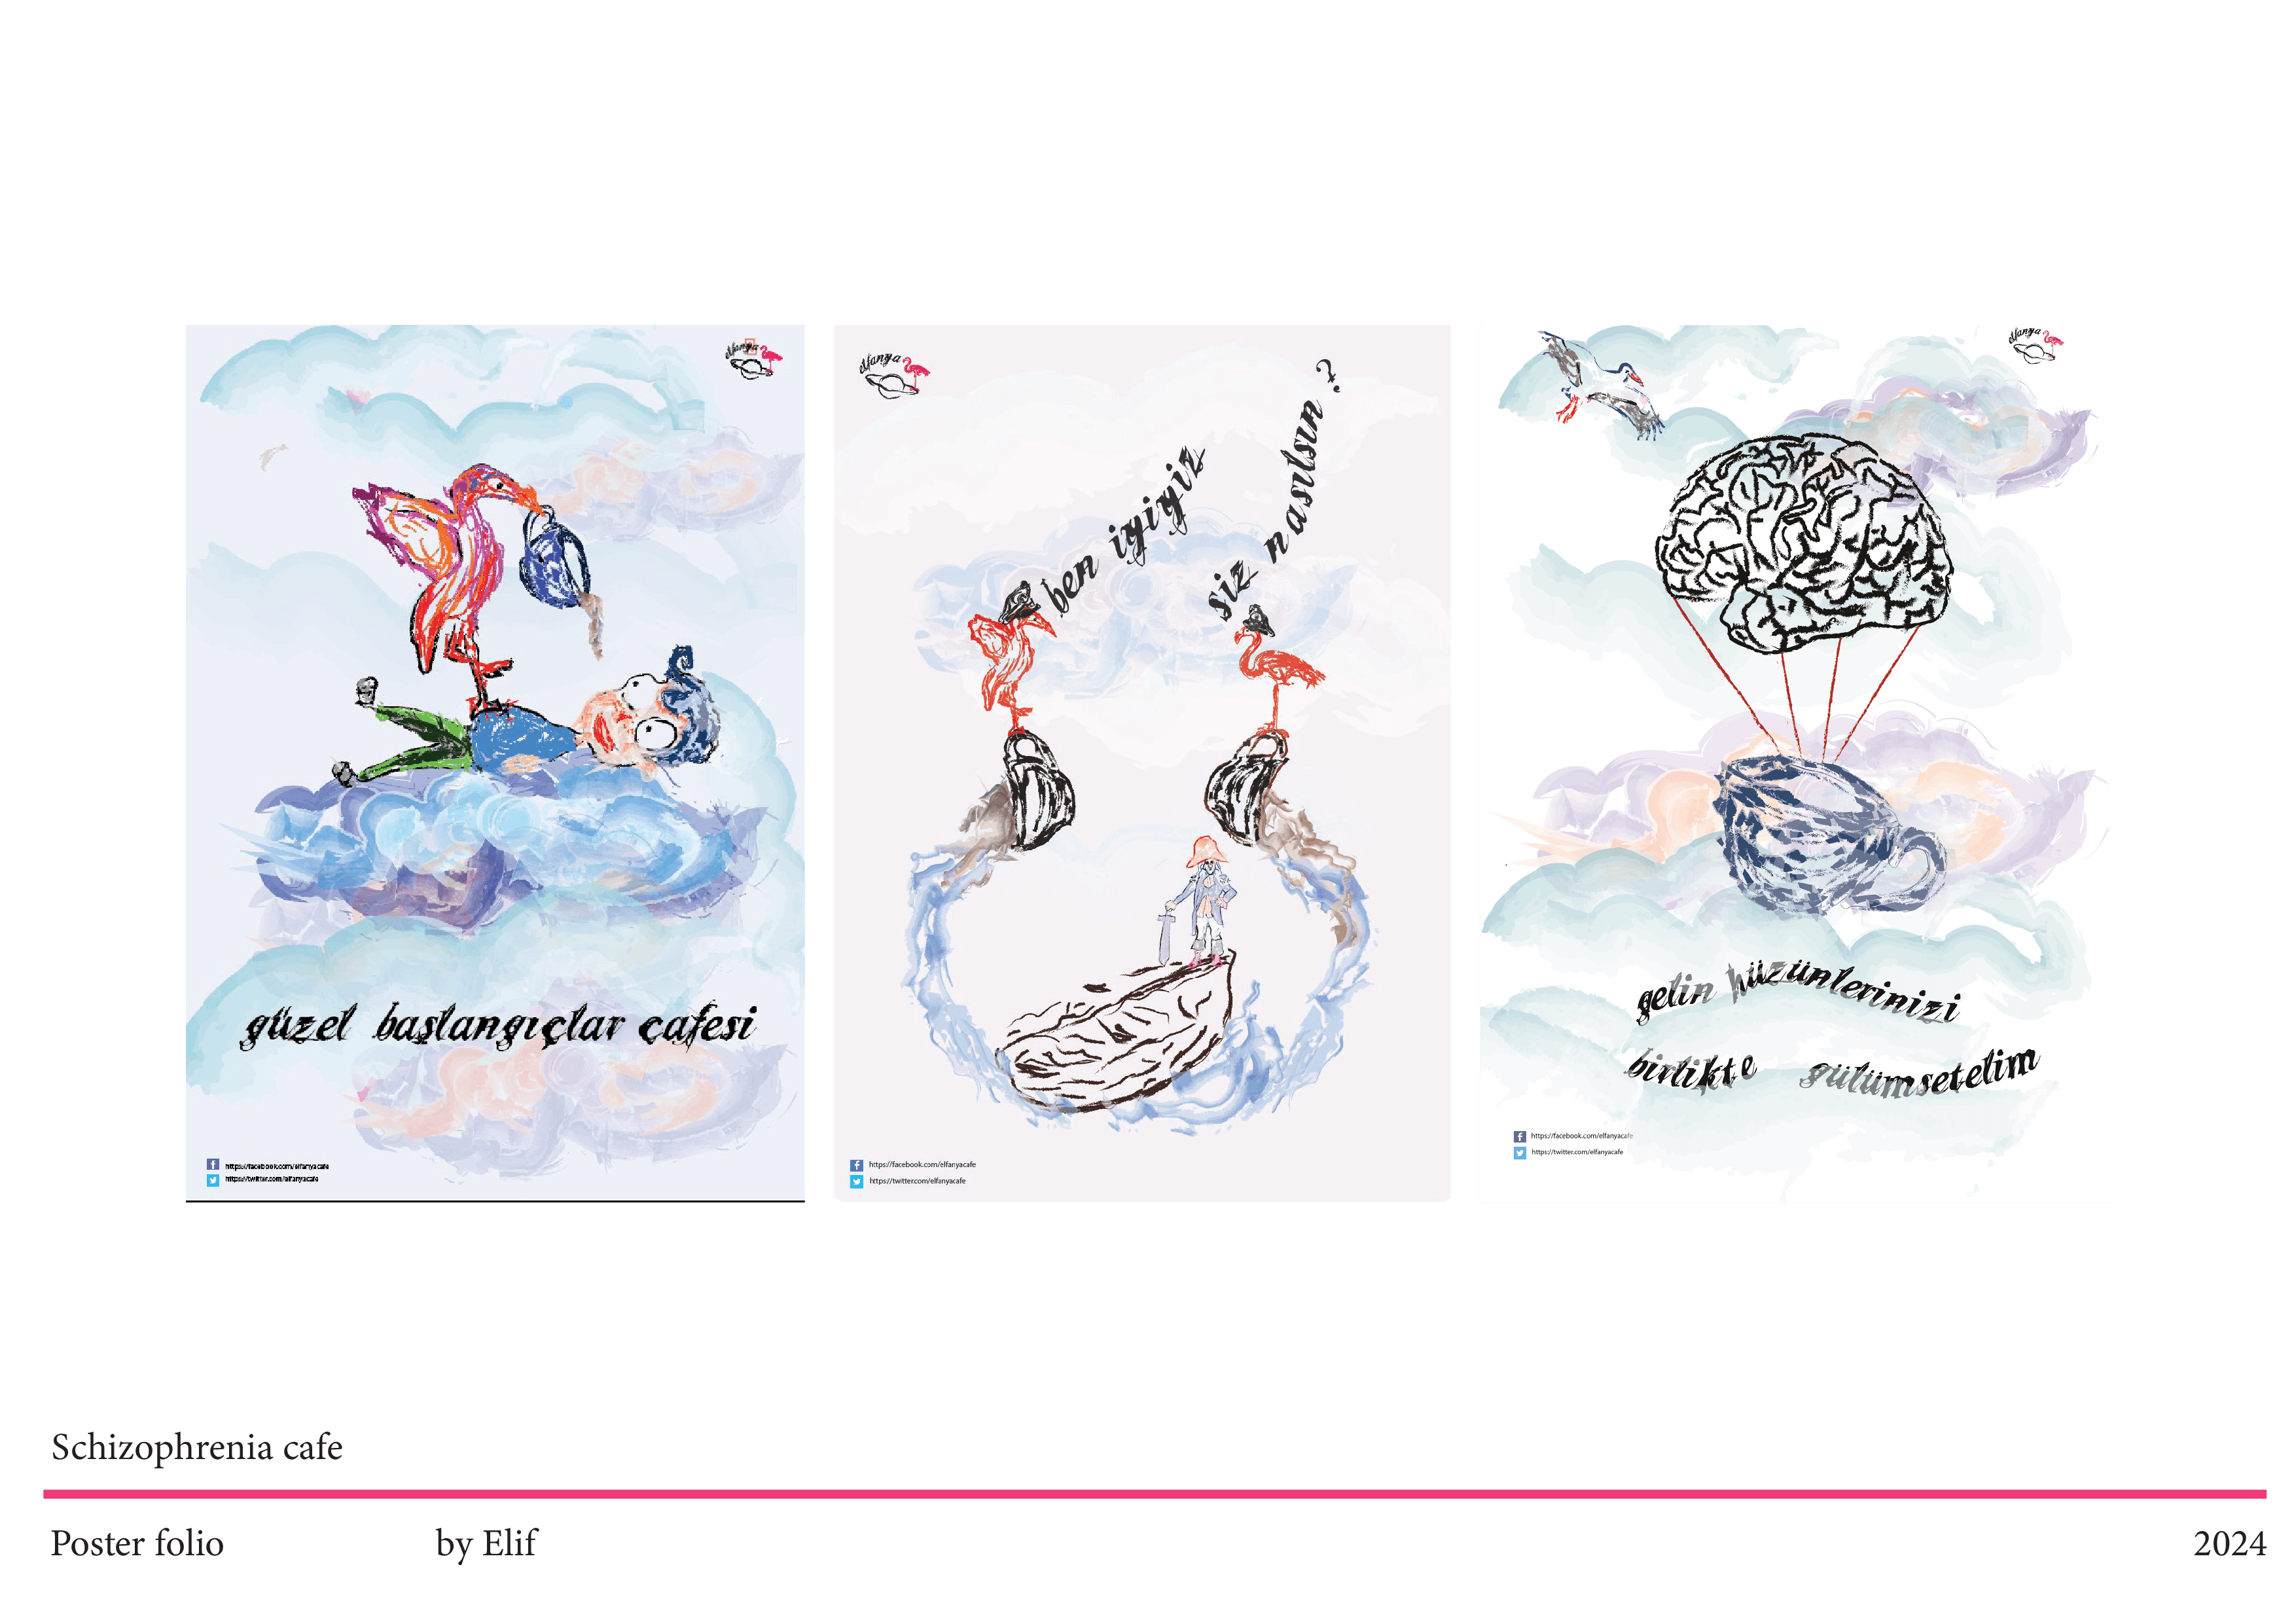 elfanya
güzel başlangıçlar çafesi
https://facebook.com/elfanyacafe
https://twitter.com/elfanyacafe
elfanya
ben iyiyiz
siz nasılsın ?
https://facebook.com/elfanyacafe
https://twitter.com/elfanyacafe
elfanya
gelin hüzünlerinizi
birlikte gülümsetelim
https://facebook.com/elfanyacafe
https://twitter.com/elfanyacafe
Schizophrenia cafe
Poster folio by Elif 2024